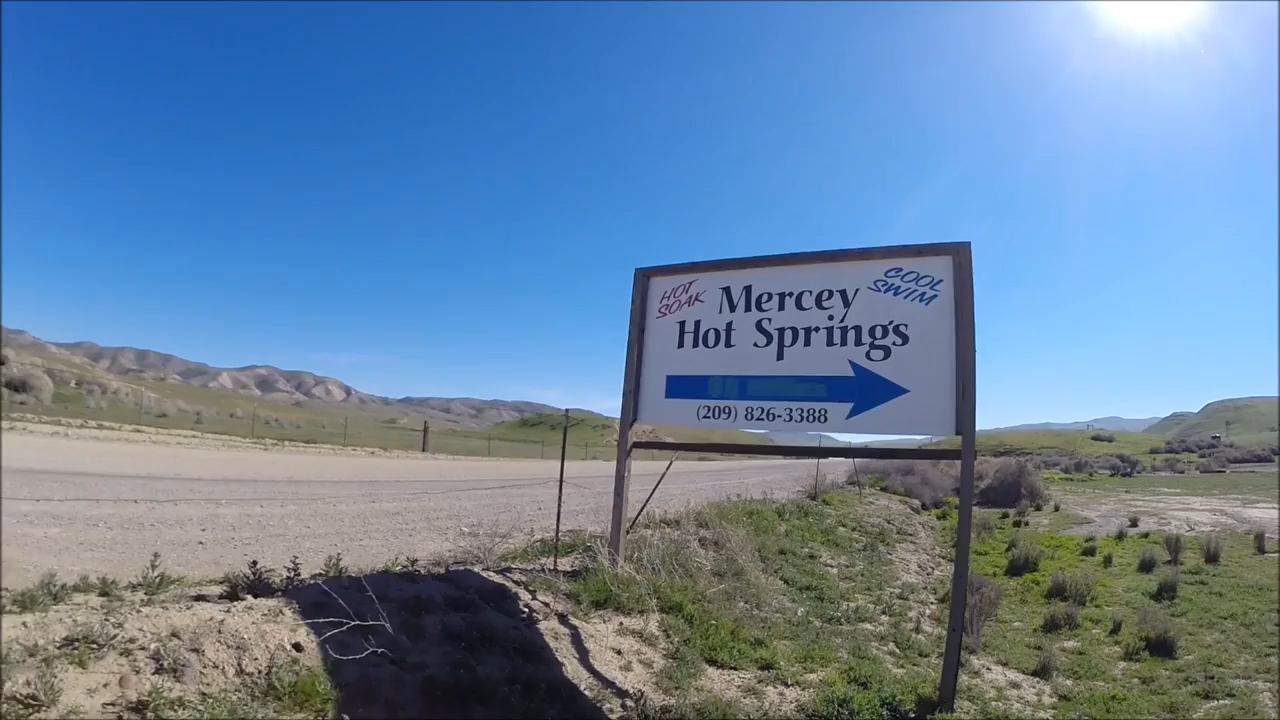 HOT
SOAK
COOL
SWIM
Mercey
Hot Springs
(209) 826-3388